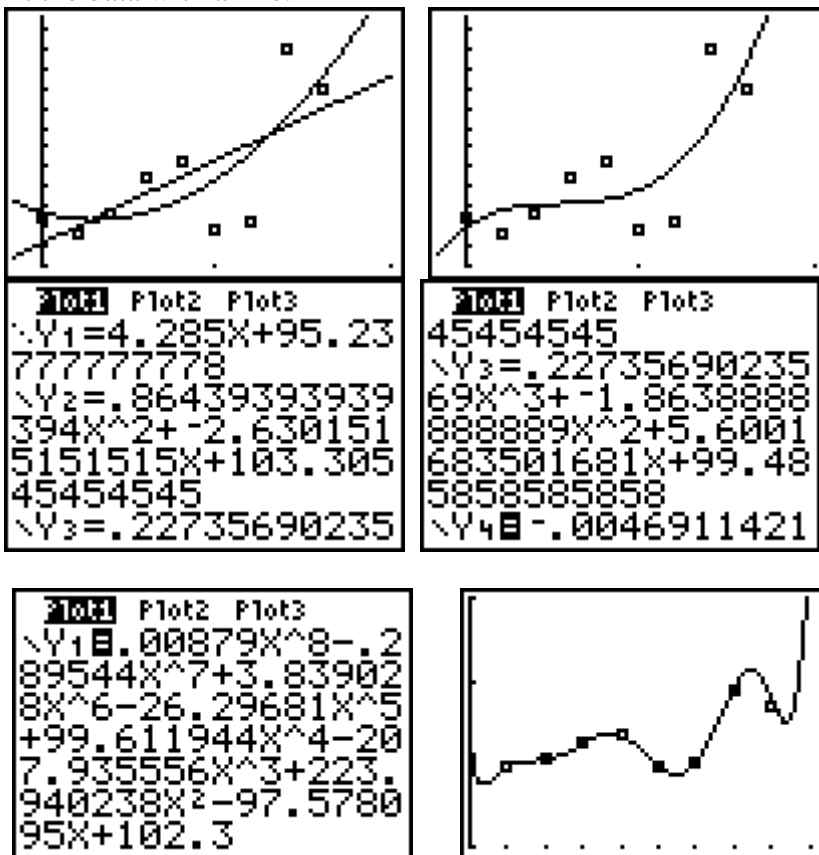 Plot1 Plot2 Plot3
\Y₁=4.285X+95.23
777777778
\Y₂=.86439393939
394X^2+⁻2.630151
5151515X+103.305
45454545
\Y₃=.22735690235
Plot1 Plot2 Plot3
45454545
\Y₃=.22735690235
69X^3+⁻1.8638888
888889X^2+5.6001
683501681X+99.48
58585858585
\Y₄=⁻.0046911421
Plot1 Plot2 Plot3
\Y₁=.00879X^8-.2
89544X^7+3.83902
8X^6-26.29681X^5
+99.611944X^4-20
7.935556X^3+223.
940238X²-97.5780
95X+102.3